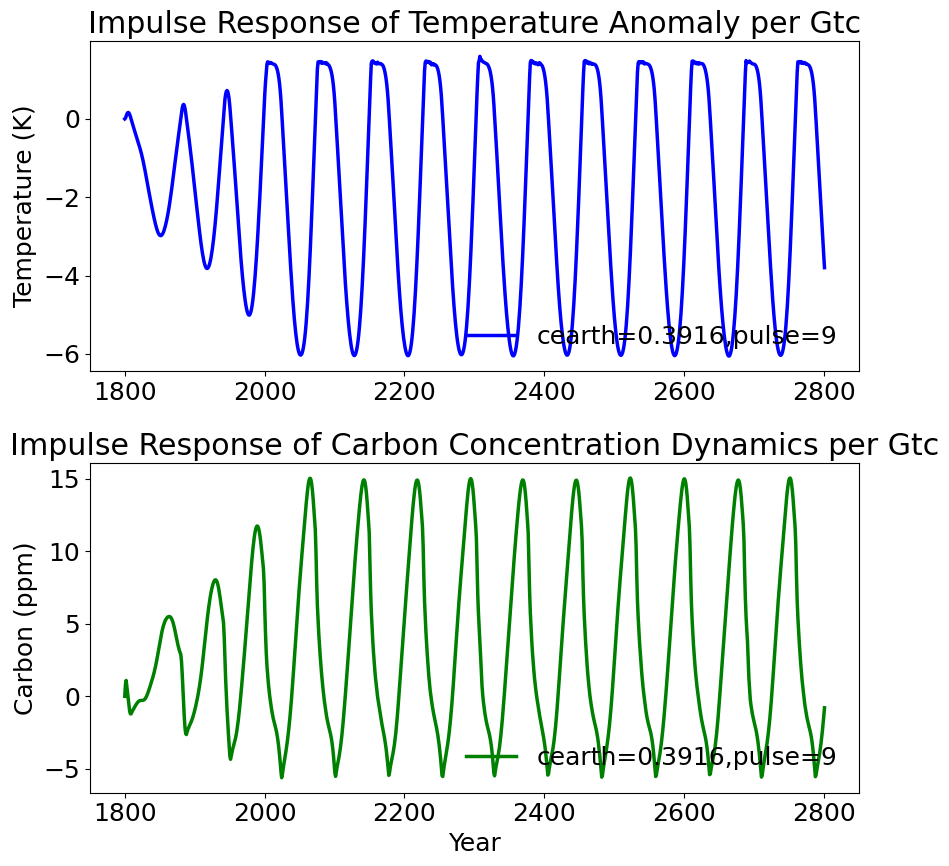 Impulse Response of Temperature Anomaly per Gtc
Temperature (K)
0
−2
−4
−6
cearth=0.3916,pulse=9
1800 2000 2200 2400 2600 2800
Impulse Response of Carbon Concentration Dynamics per Gtc
Carbon (ppm)
15
10
5
0
−5
cearth=0.3916,pulse=9
1800 2000 2200 2400 2600 2800
Year